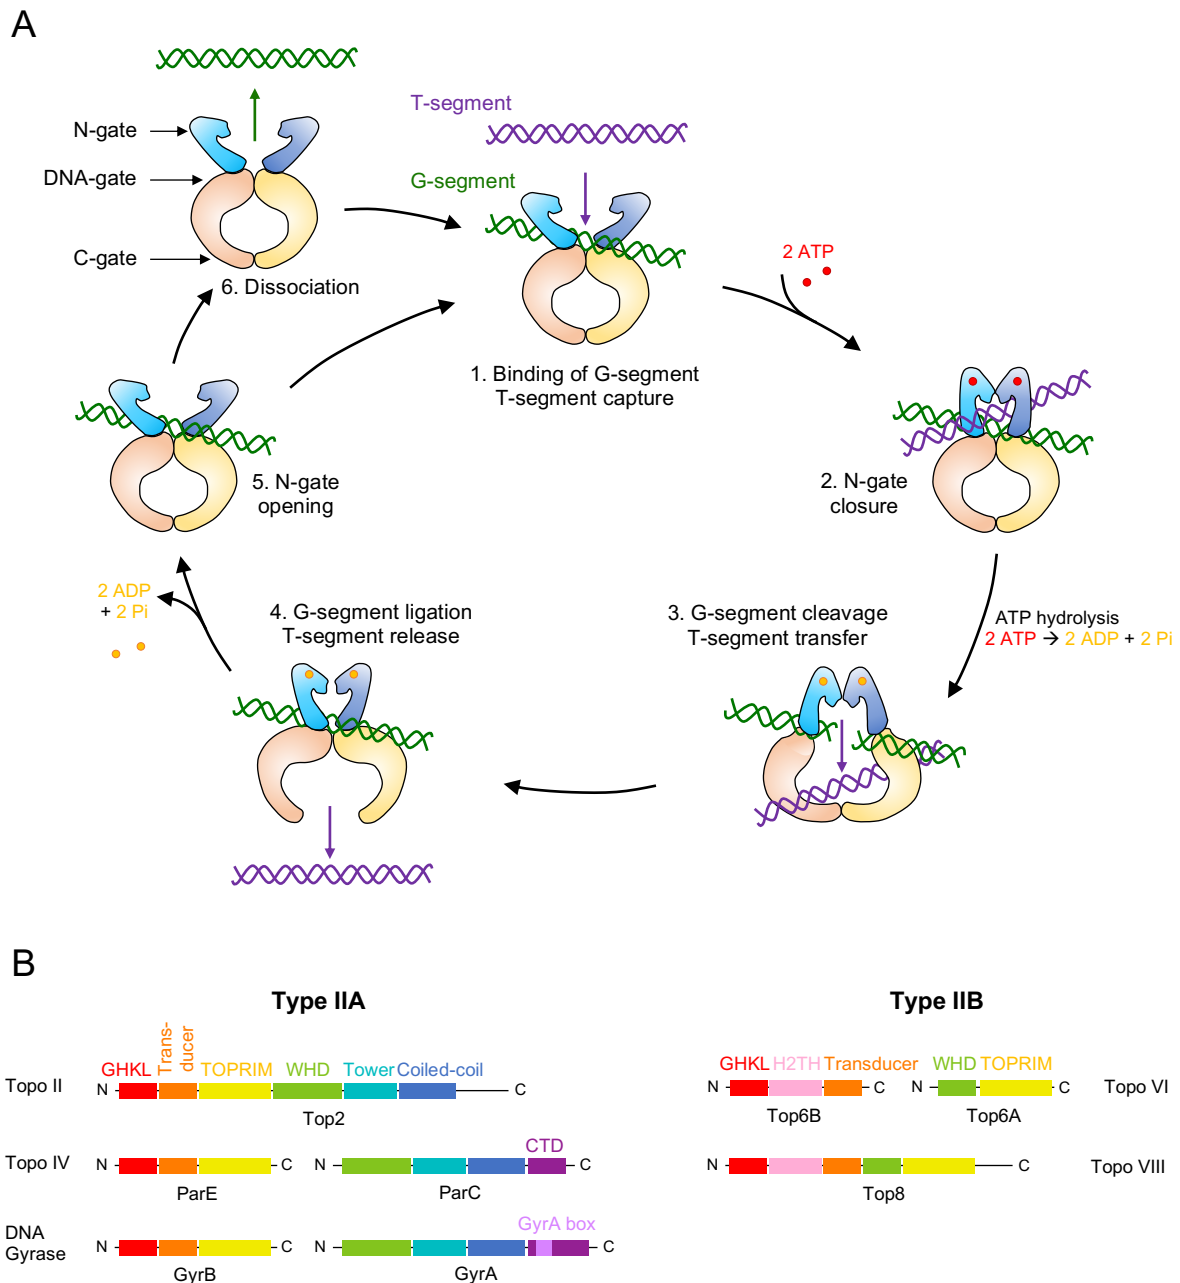 A
T-segment
N-gate
DNA-gate
G-segment
C-gate
2 ATP
6. Dissociation
1. Binding of G-segment
T-segment capture
5. N-gate
opening
2. N-gate
closure
2 ADP
+ 2 Pi
4. G-segment ligation
T-segment release
3. G-segment cleavage
T-segment transfer
ATP hydrolysis
2 ATP → 2 ADP + 2 Pi
B
Type IIA
Type IIB
Trans-
ducer
GHKL TOPRIM WHD Tower Coiled-coil
Topo II N C
Top2
GHKL H2TH Transducer WHD TOPRIM
N C N C Topo VI
Top6B Top6A
CTD
Topo IV N C N C
ParE ParC
N C Topo VIII
Top8
GyrA box
DNA
Gyrase N C N C
GyrB GyrA